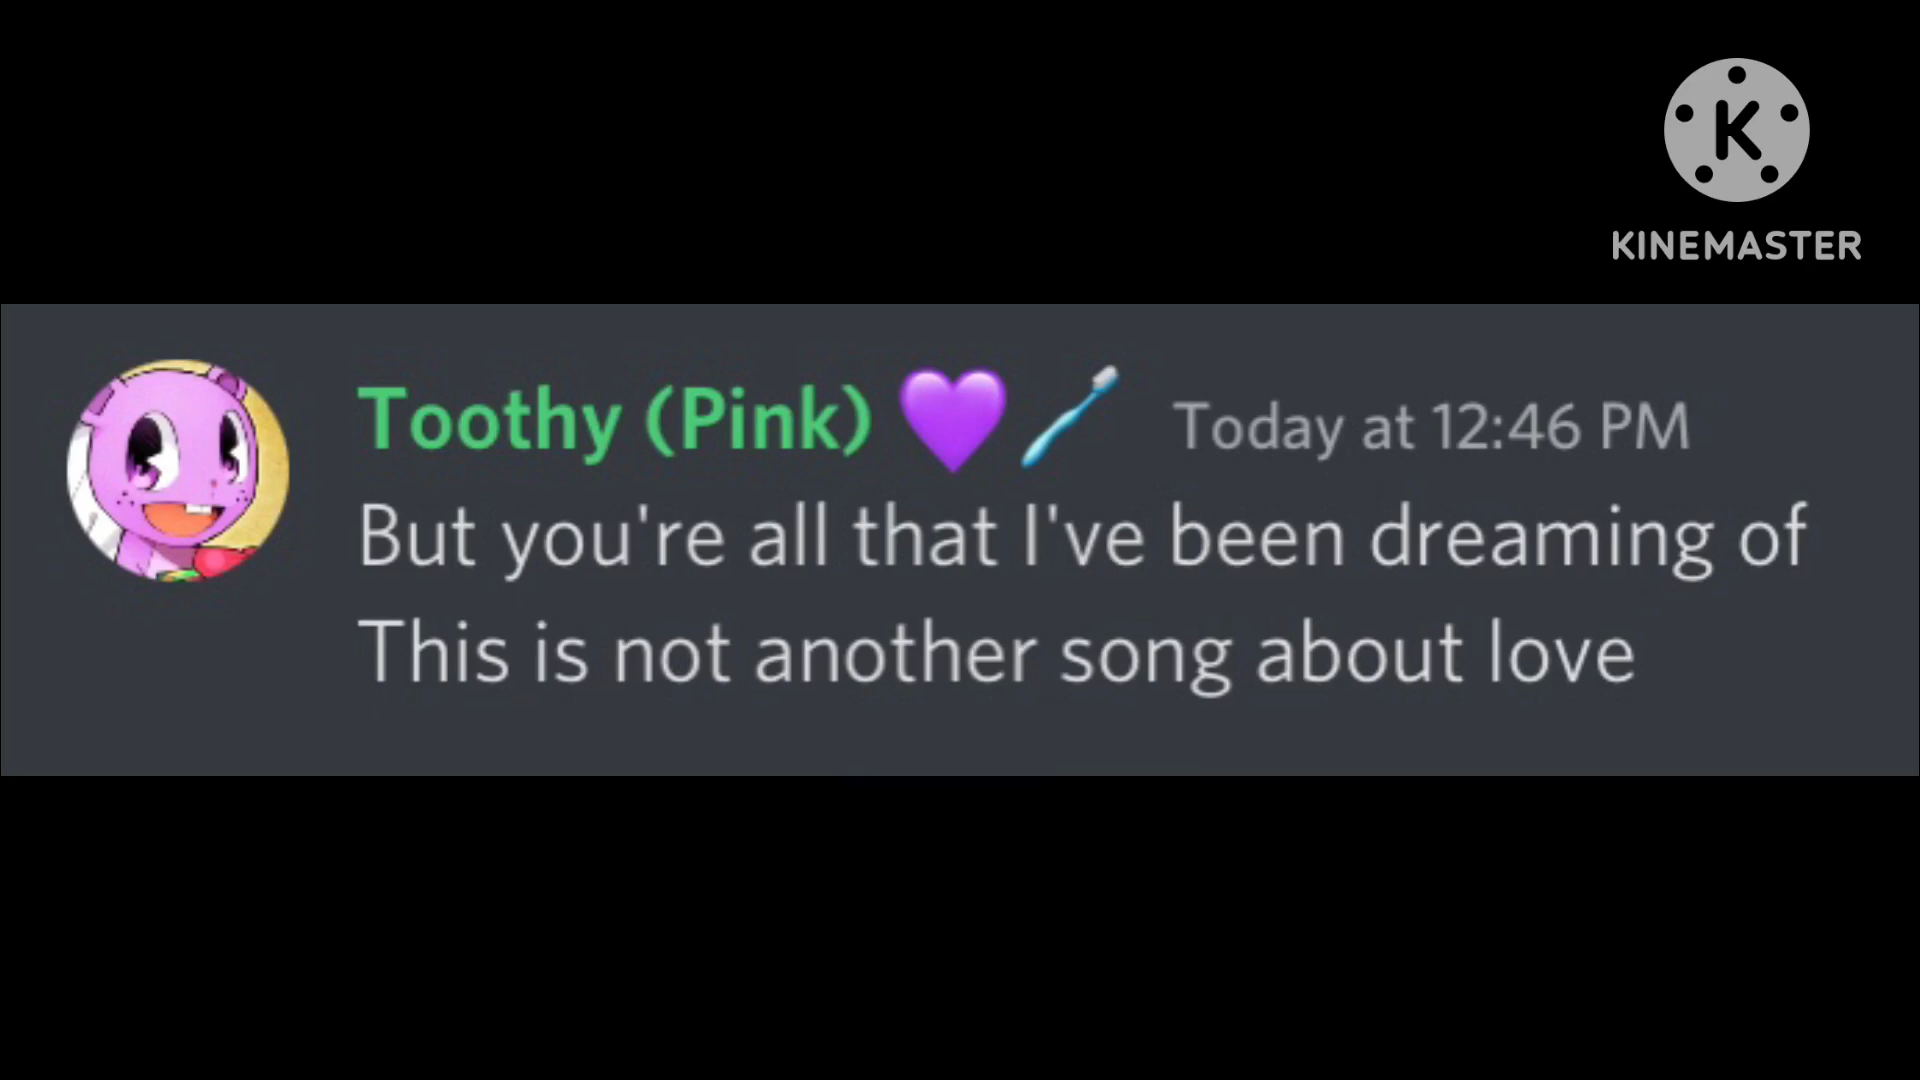 K
KINEMASTER
Toothy (Pink) 💜🪥 Today at 12:46 PM
But you're all that I've been dreaming of
This is not another song about love